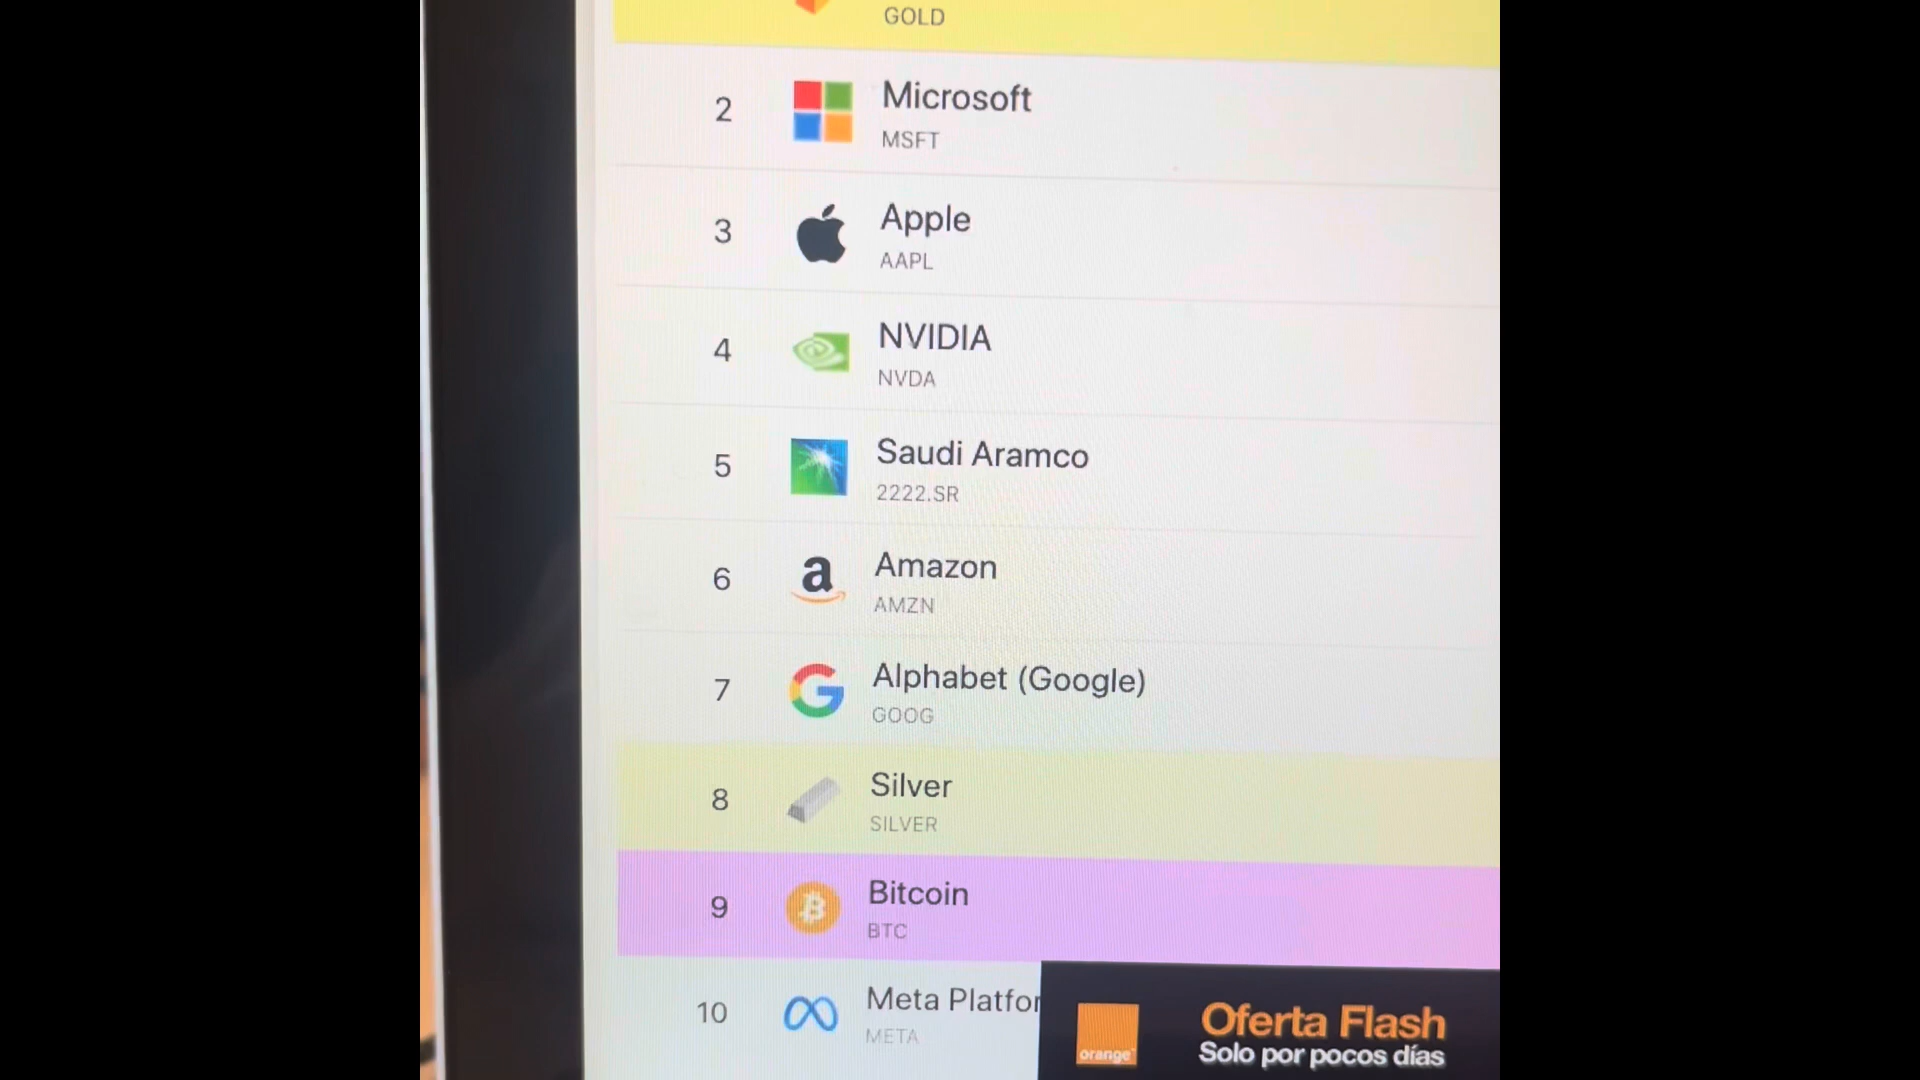 GOLD
2
Microsoft
MSFT
3
Apple
AAPL
4
NVIDIA
NVDA
5
Saudi Aramco
2222.SR
6
Amazon
AMZN
7
Alphabet (Google)
GOOG
8
Silver
SILVER
9
Bitcoin
BTC
10
Meta Platfor
META
orange™
Oferta Flash
Solo por pocos días